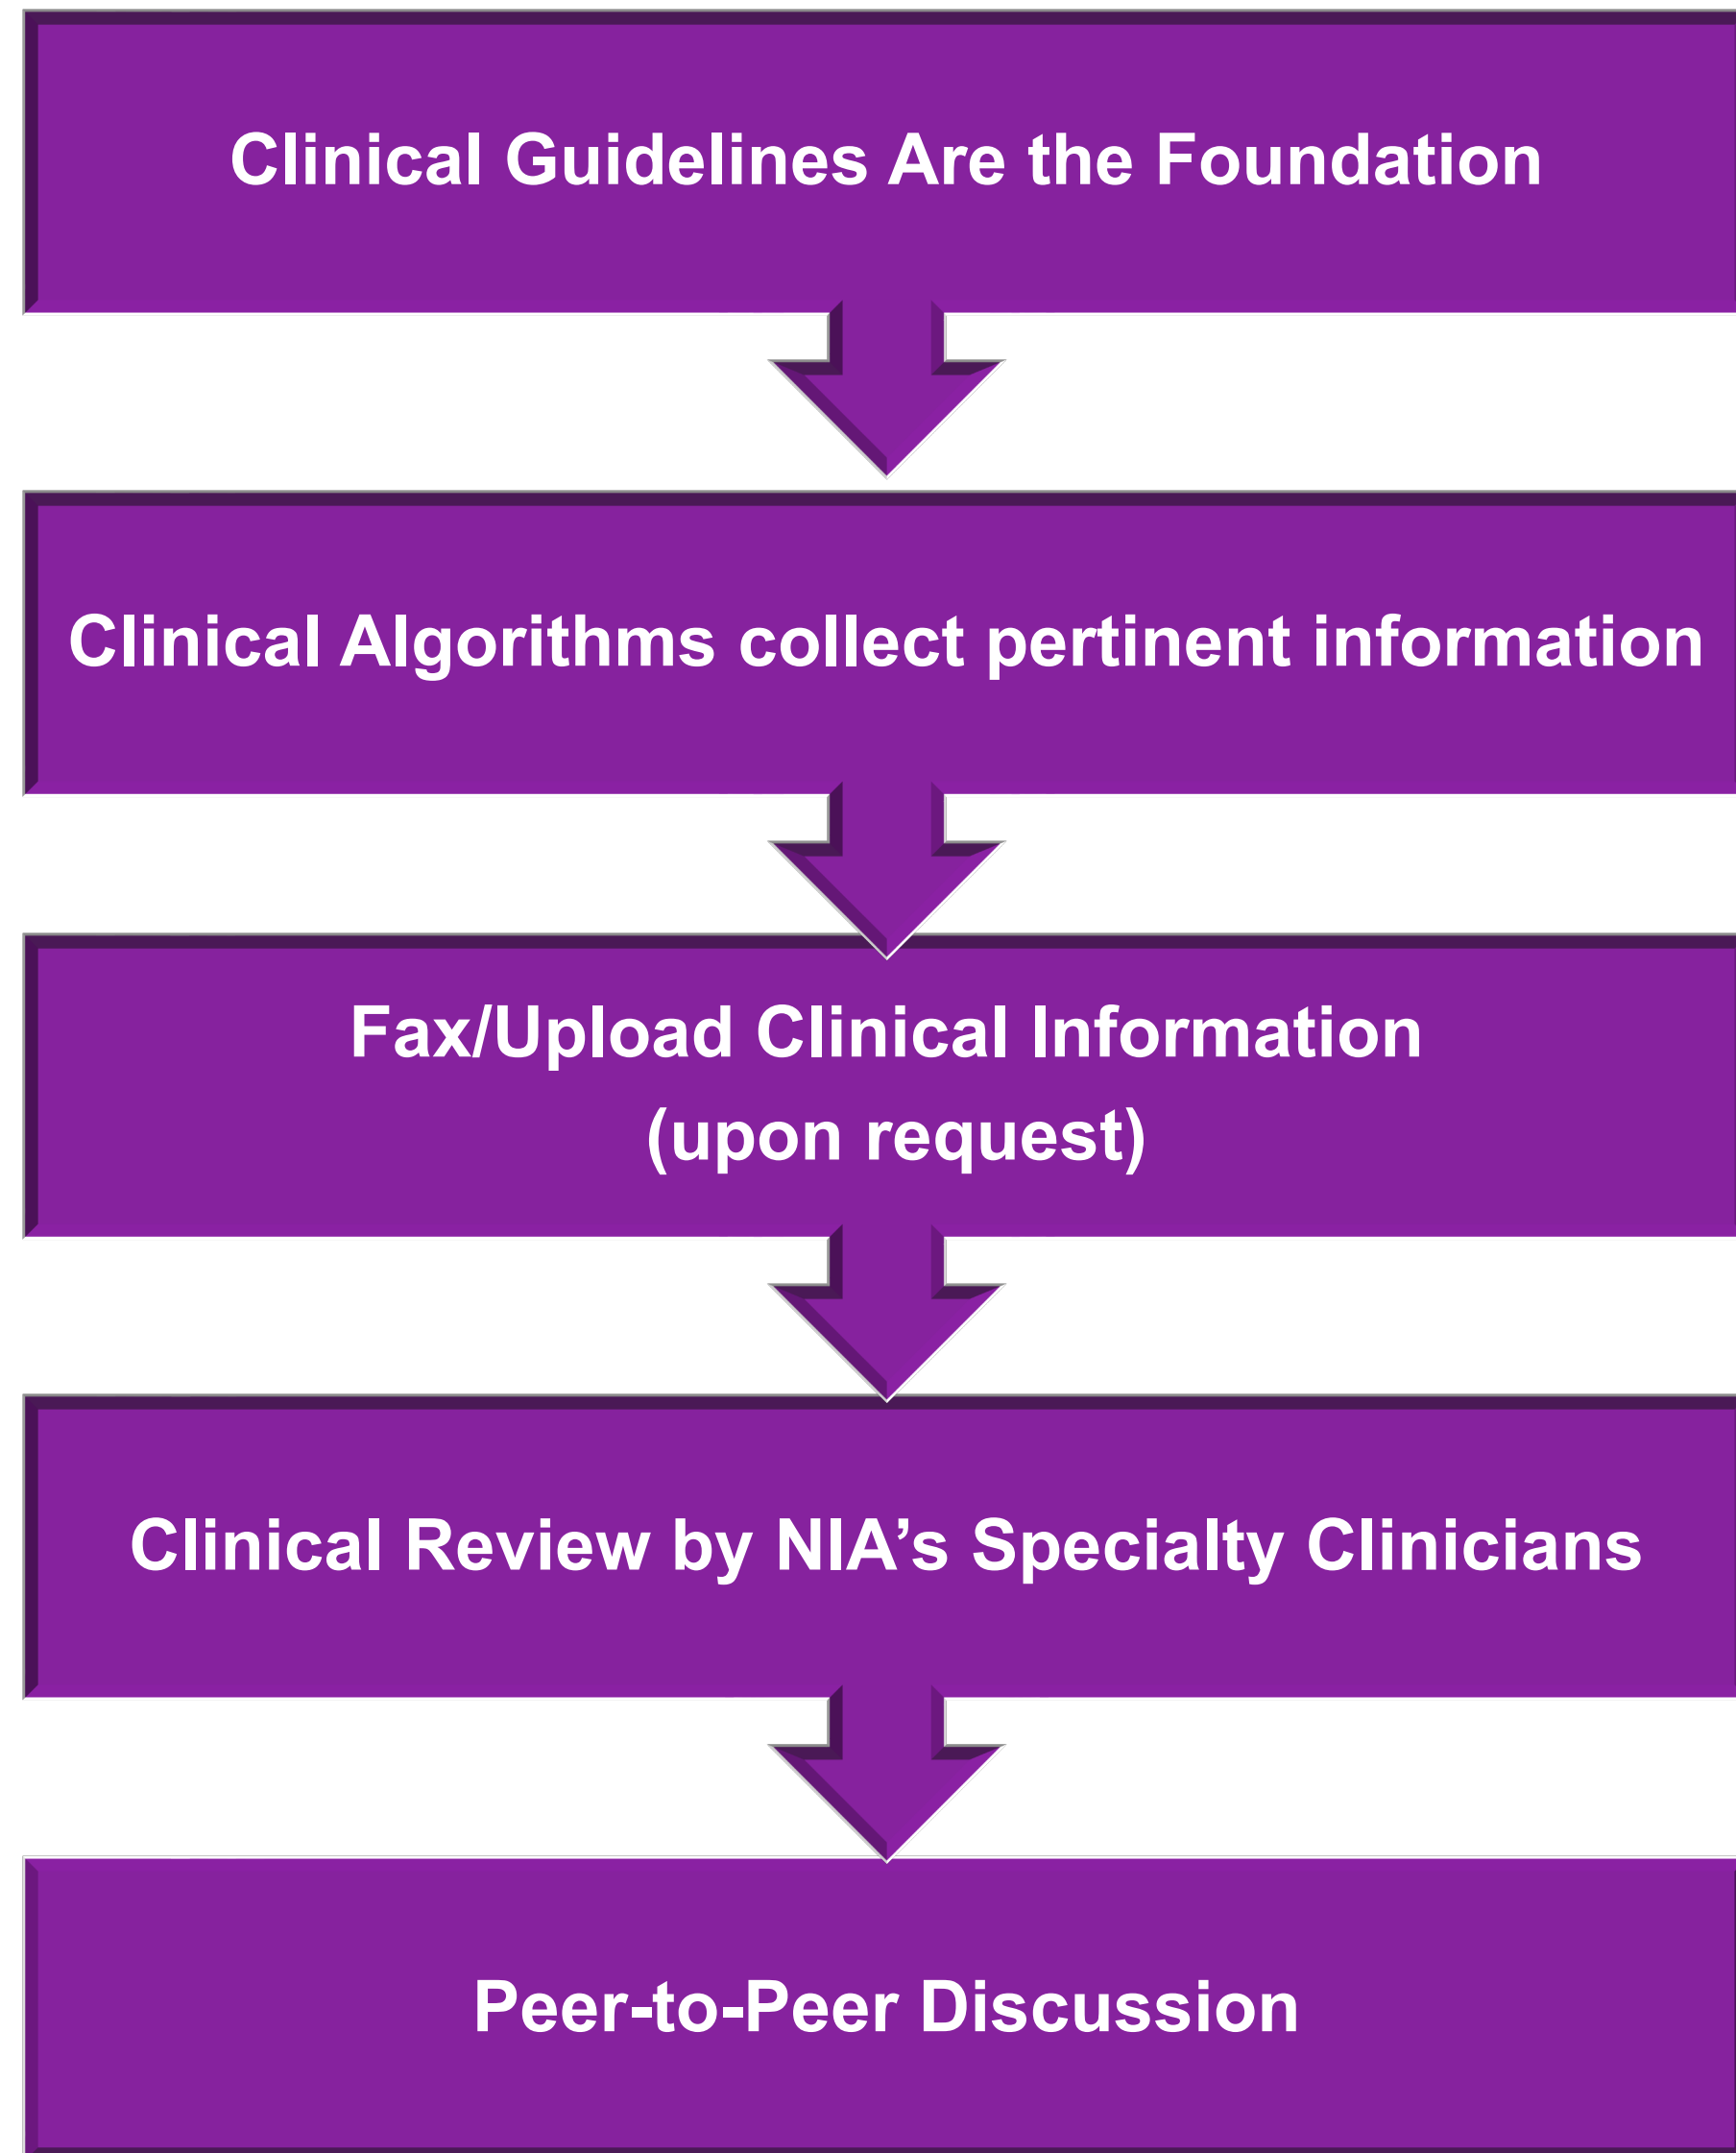 Clinical Guidelines Are the Foundation
Clinical Algorithms collect pertinent information
Fax/Upload Clinical Information
(upon request)
Clinical Review by NIA’s Specialty Clinicians
Peer-to-Peer Discussion